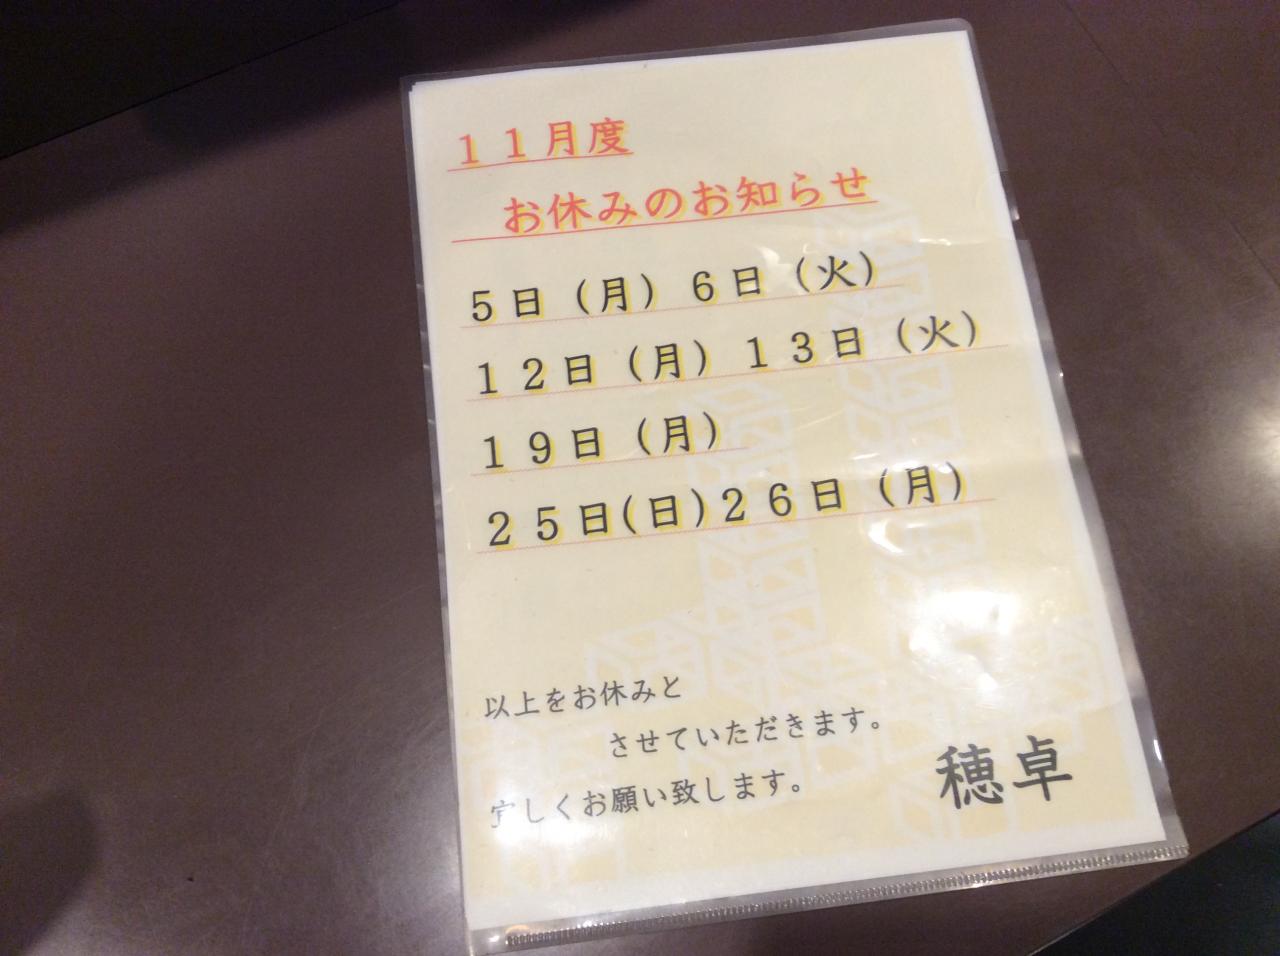 １１月度
お休みのお知らせ
５日（月）６日（火）
１２日（月）１３日（火）
１９日（月）
２５日(日)２６日（月）
以上をお休みと
させていただきます。
宜しくお願い致します。
穂卓